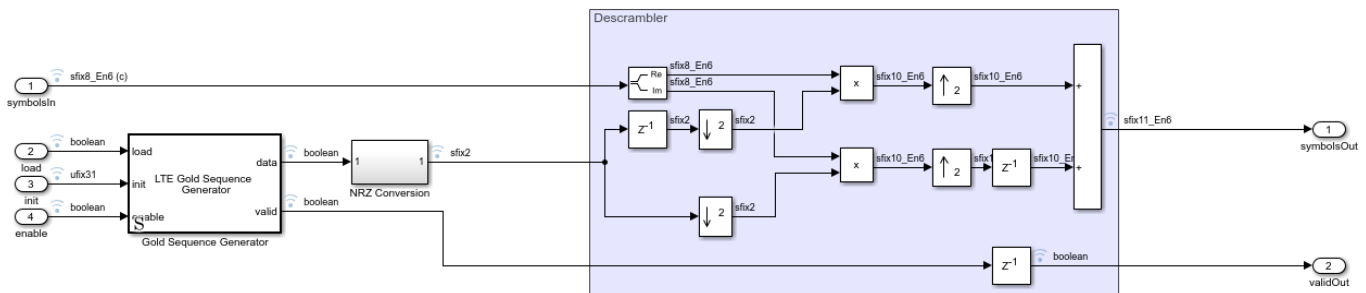 Descrambler
1
sfix8_En6 (c)
symbolsIn
Re
Im
sfix8_En6
sfix8_En6
x
sfix10_En6
2
sfix10_En6
+
Z-1
sfix2
2
sfix2
sfix11_En6
1
symbolsOut
2
boolean
load
3
ufix31
init
4
boolean
enable
load
init
enable
S
LTE Gold Sequence
Generator
data
valid
Gold Sequence Generator
boolean
boolean
1
1
NRZ Conversion
sfix2
x
sfix10_En6
2
Z-1
+
2
sfix2
Z-1
boolean
2
validOut